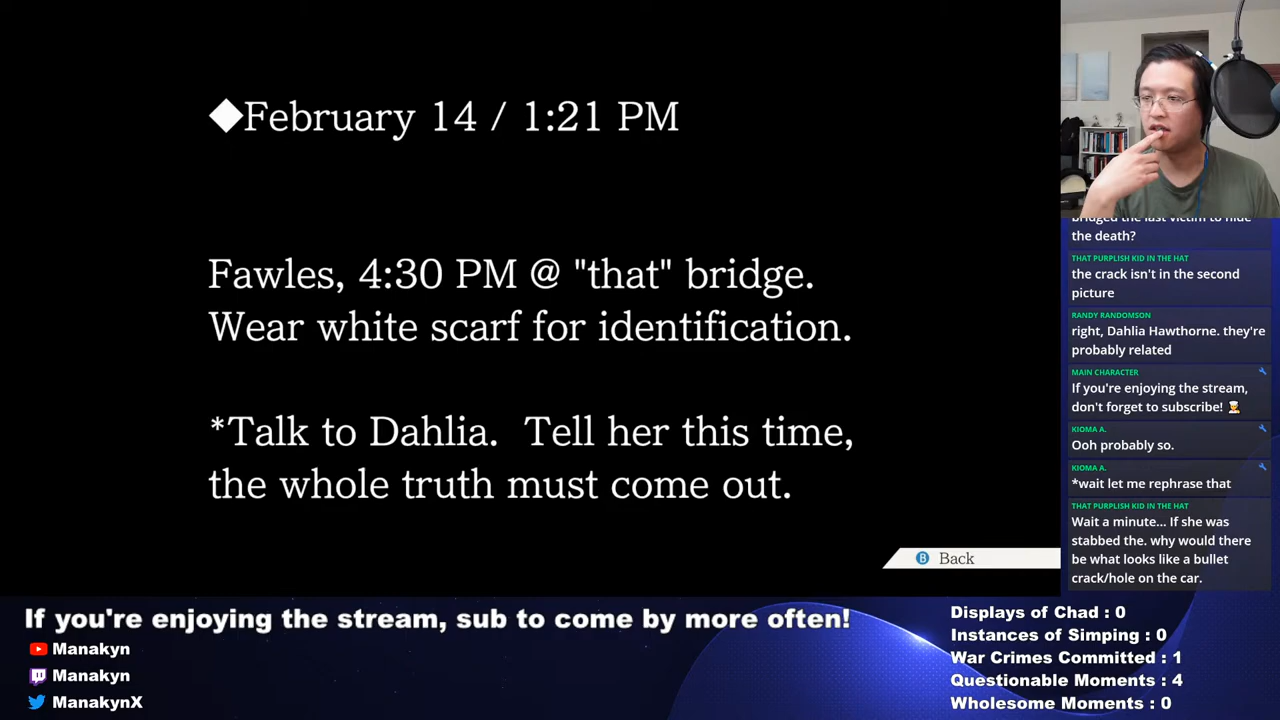 ◆February 14 / 1:21 PM
Fawles, 4:30 PM @ "that" bridge.
Wear white scarf for identification.
*Talk to Dahlia. Tell her this time,
the whole truth must come out.
B Back
bridged the last victim to hide
the death?
THAT PURPLISH KID IN THE HAT
the crack isn't in the second
picture
RANDY RANDOMSON
right, Dahlia Hawthorne. they're
probably related
MAIN CHARACTER
If you're enjoying the stream,
don't forget to subscribe!
KIOMA A.
Ooh probably so.
KIOMA A.
*wait let me rephrase that
THAT PURPLISH KID IN THE HAT
Wait a minute... If she was
stabbed the. why would there
be what looks like a bullet
crack/hole on the car.
If you're enjoying the stream, sub to come by more often!
Manakyn
Manakyn
ManakynX
Displays of Chad : 0
Instances of Simping : 0
War Crimes Committed : 1
Questionable Moments : 4
Wholesome Moments : 0